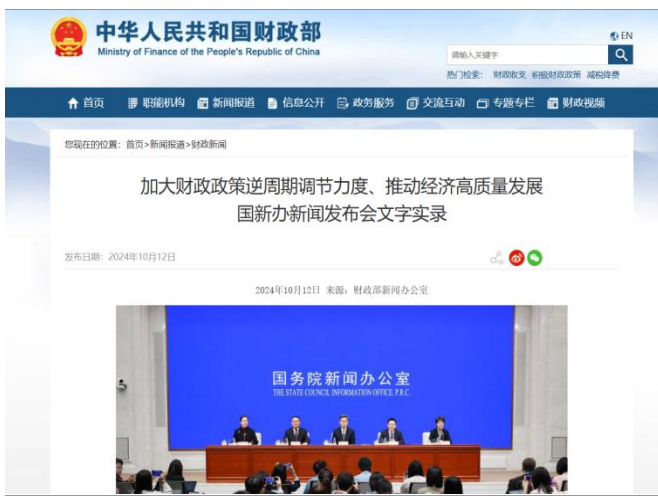 中华人民共和国财政部
Ministry of Finance of the People's Republic of China
EN
请输入关键字
热门检索： 财政收支 积极财政政策 减税降费
首页 职能机构 新闻报道 信息公开 政务服务 交流互动 专题专栏 财政视频
您现在的位置：首页>新闻报道>财政新闻
加大财政政策逆周期调节力度、推动经济高质量发展
国新办新闻发布会文字实录
发布日期：2024年10月12日
2024年10月12日 来源：财政部新闻办公室
国务院新闻办公室
THE STATE COUNCIL INFORMATION OFFICE, P.R.C.